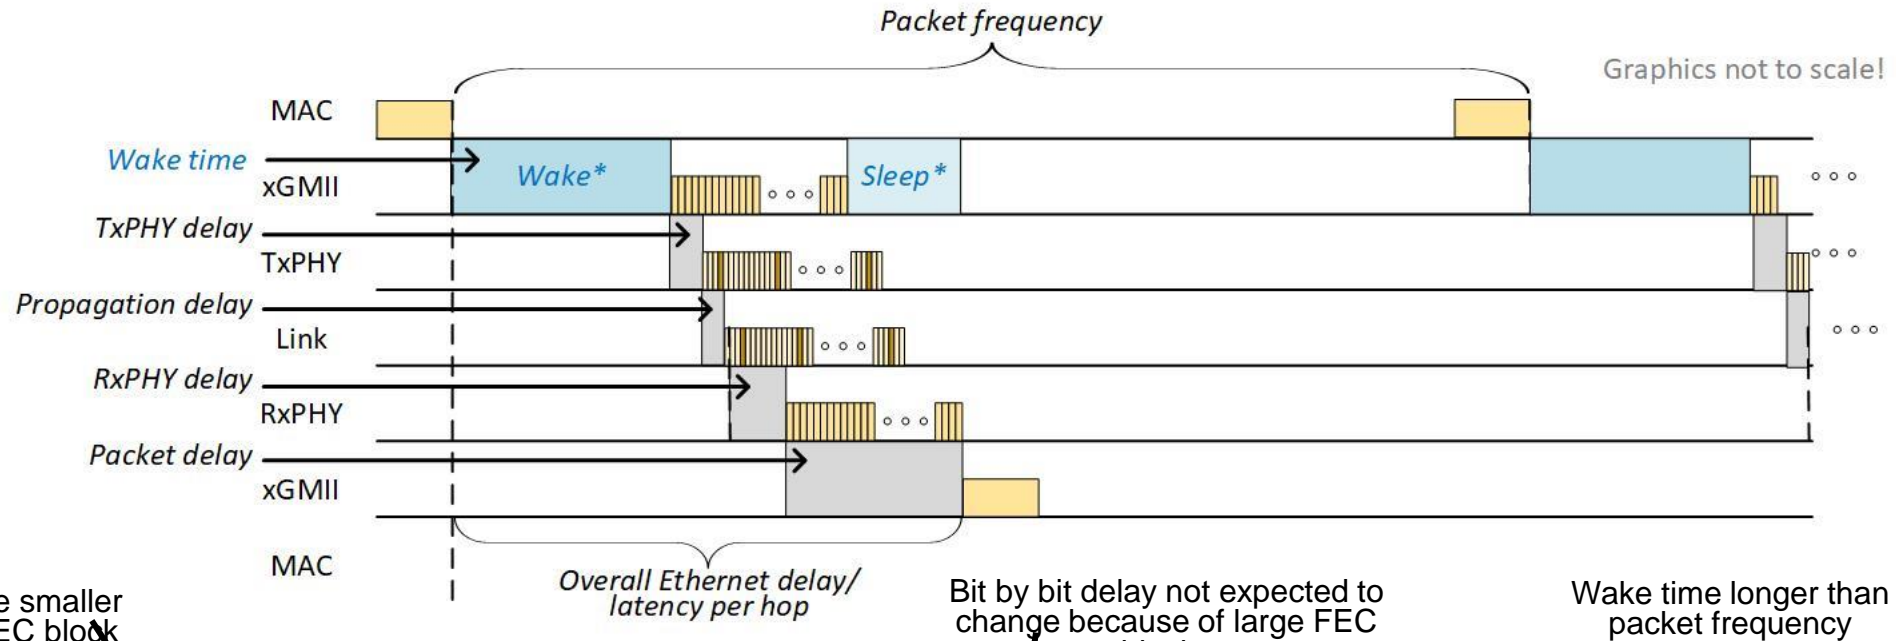 Packet frequency
Graphics not to scale!
MAC
Wake time
xGMII
Wake*
Sleep*
TxPHY delay
TxPHY
Propagation delay
Link
RxPHY delay
RxPHY
Packet delay
xGMII
MAC
Overall Ethernet delay/
latency per hop
smaller
block
Bit by bit delay not expected to
change because of large FEC
Wake time longer than
packet frequency